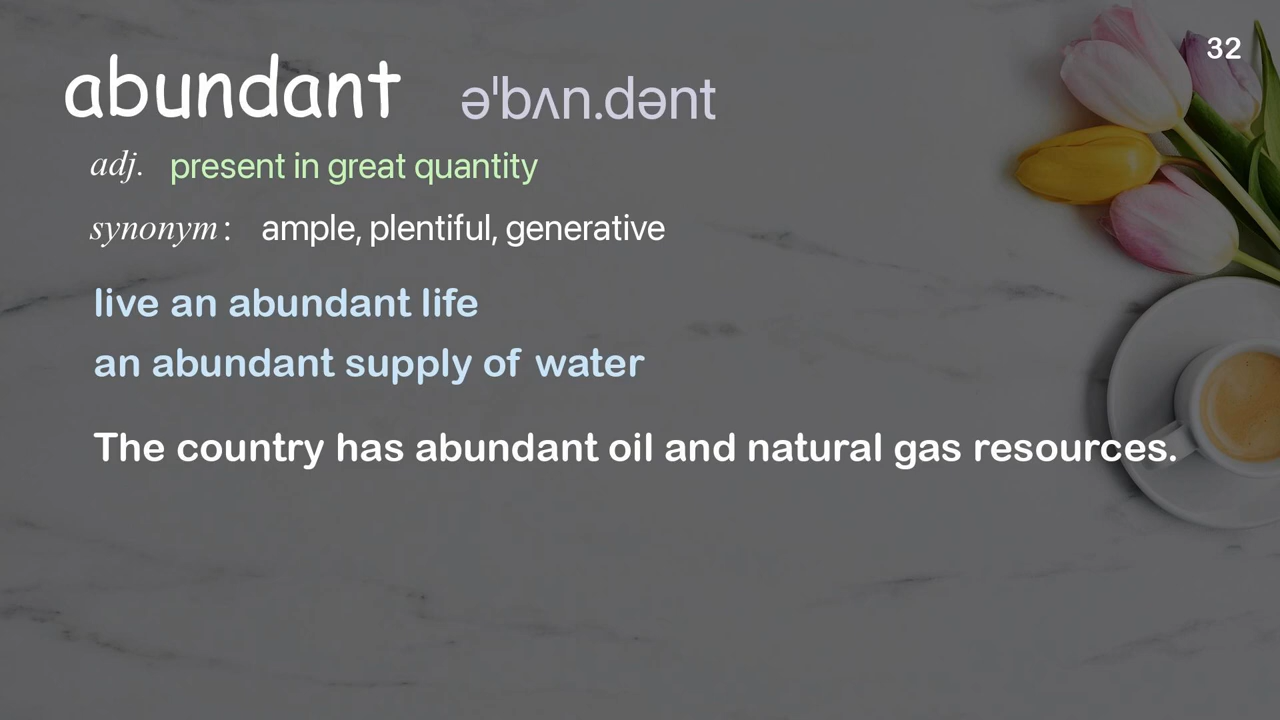 32
abundant əˈbʌn.dənt
adj. present in great quantity
synonym: ample, plentiful, generative
live an abundant life
an abundant supply of water
The country has abundant oil and natural gas resources.